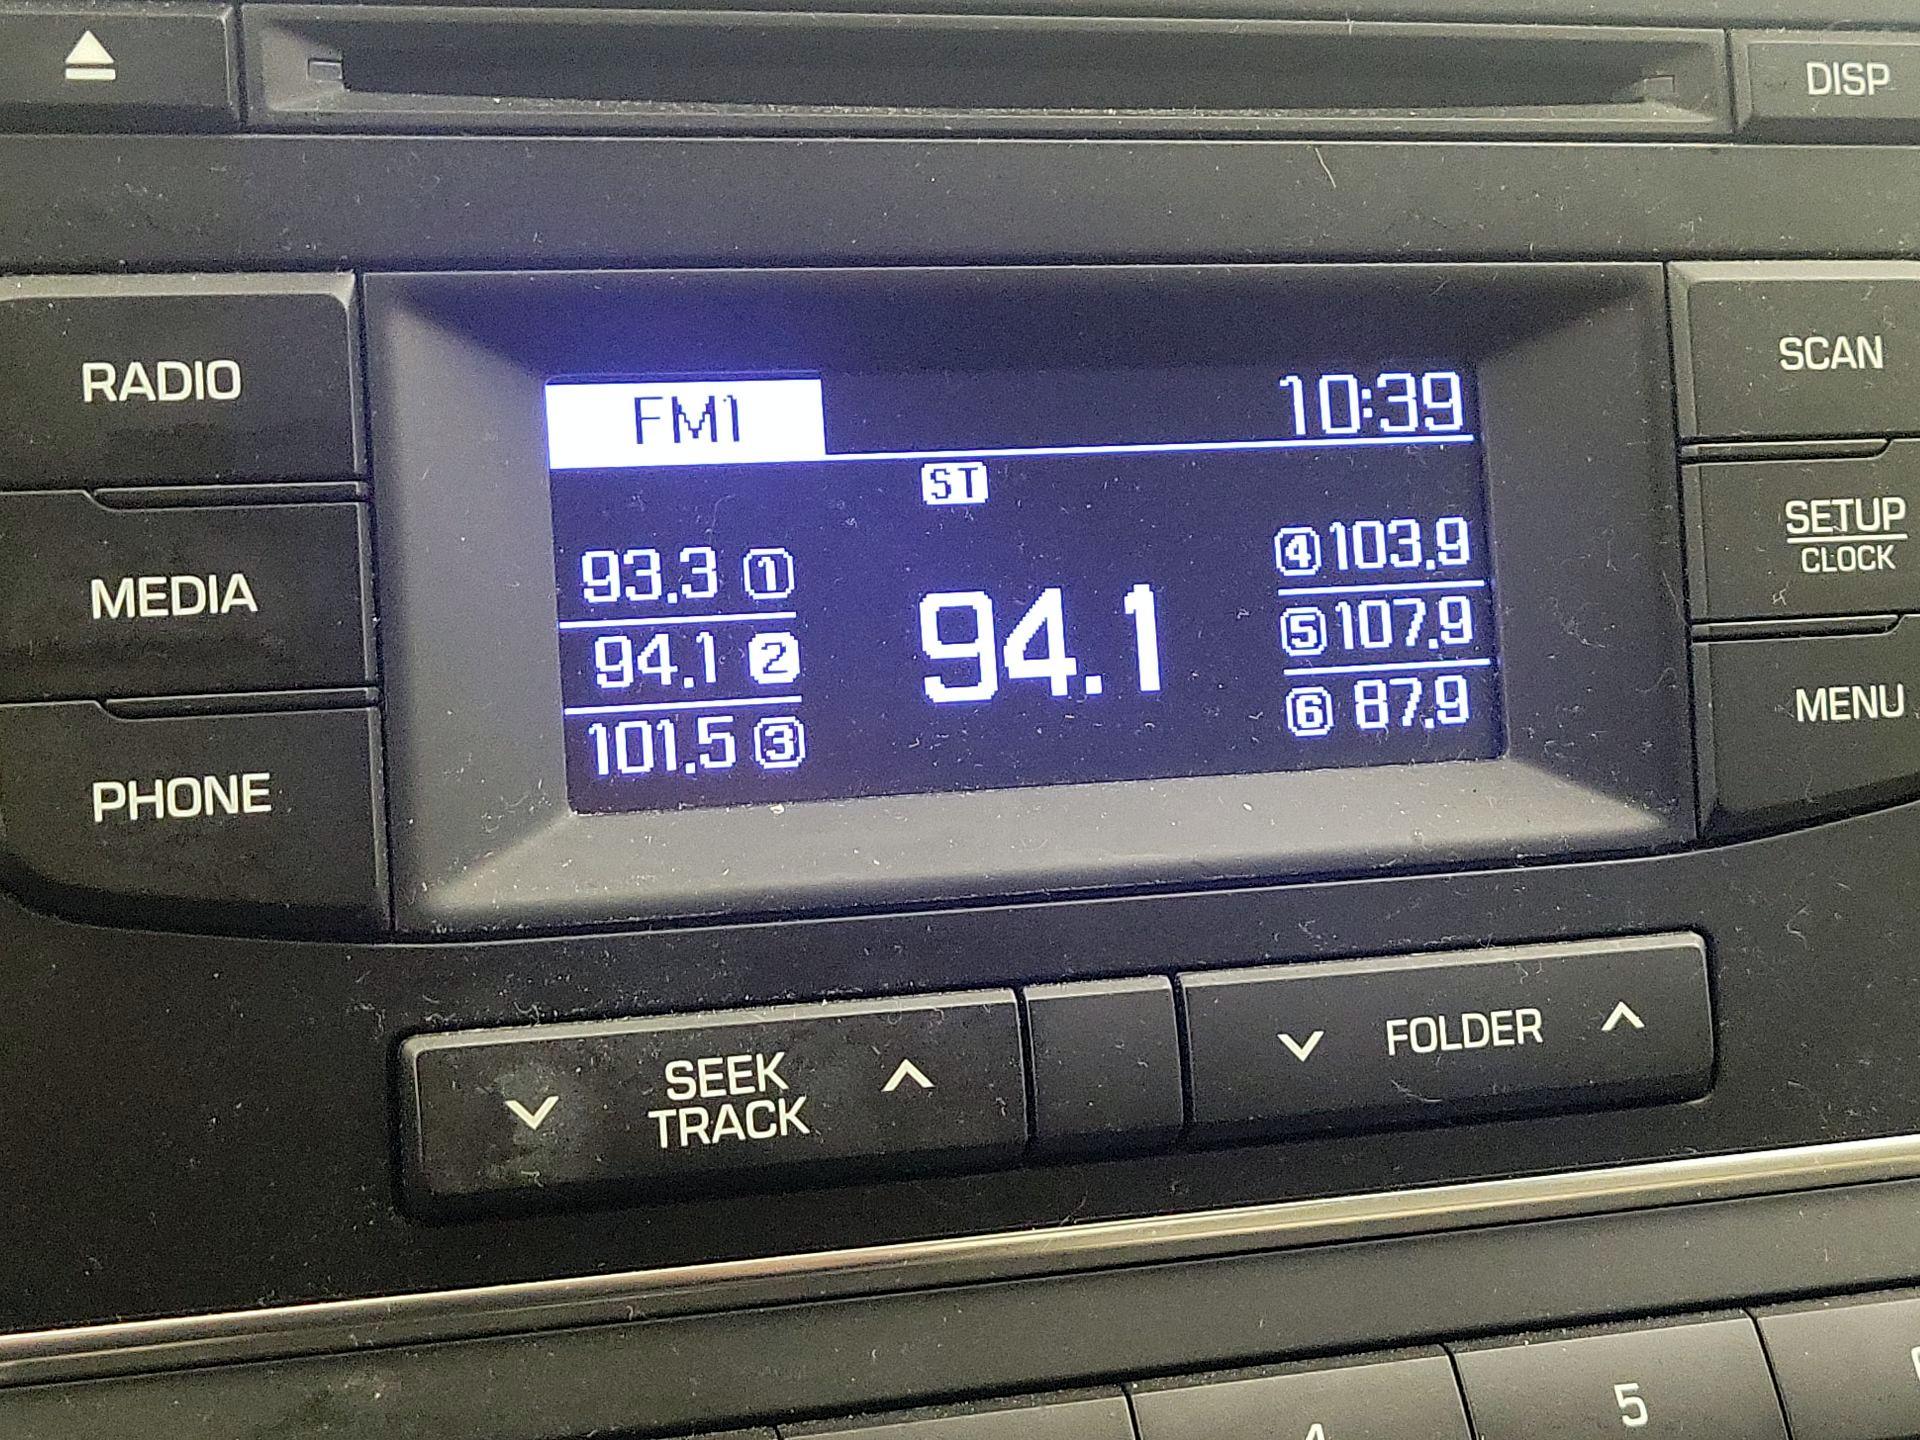 DISP
RADIO
MEDIA
PHONE
FM1
10:39
ST
93.3 1
94.1 2
101.5 3
94.1
4 103.9
5 107.9
6 87.9
SCAN
SETUP
CLOCK
MENU
SEEK
TRACK
FOLDER
4
5